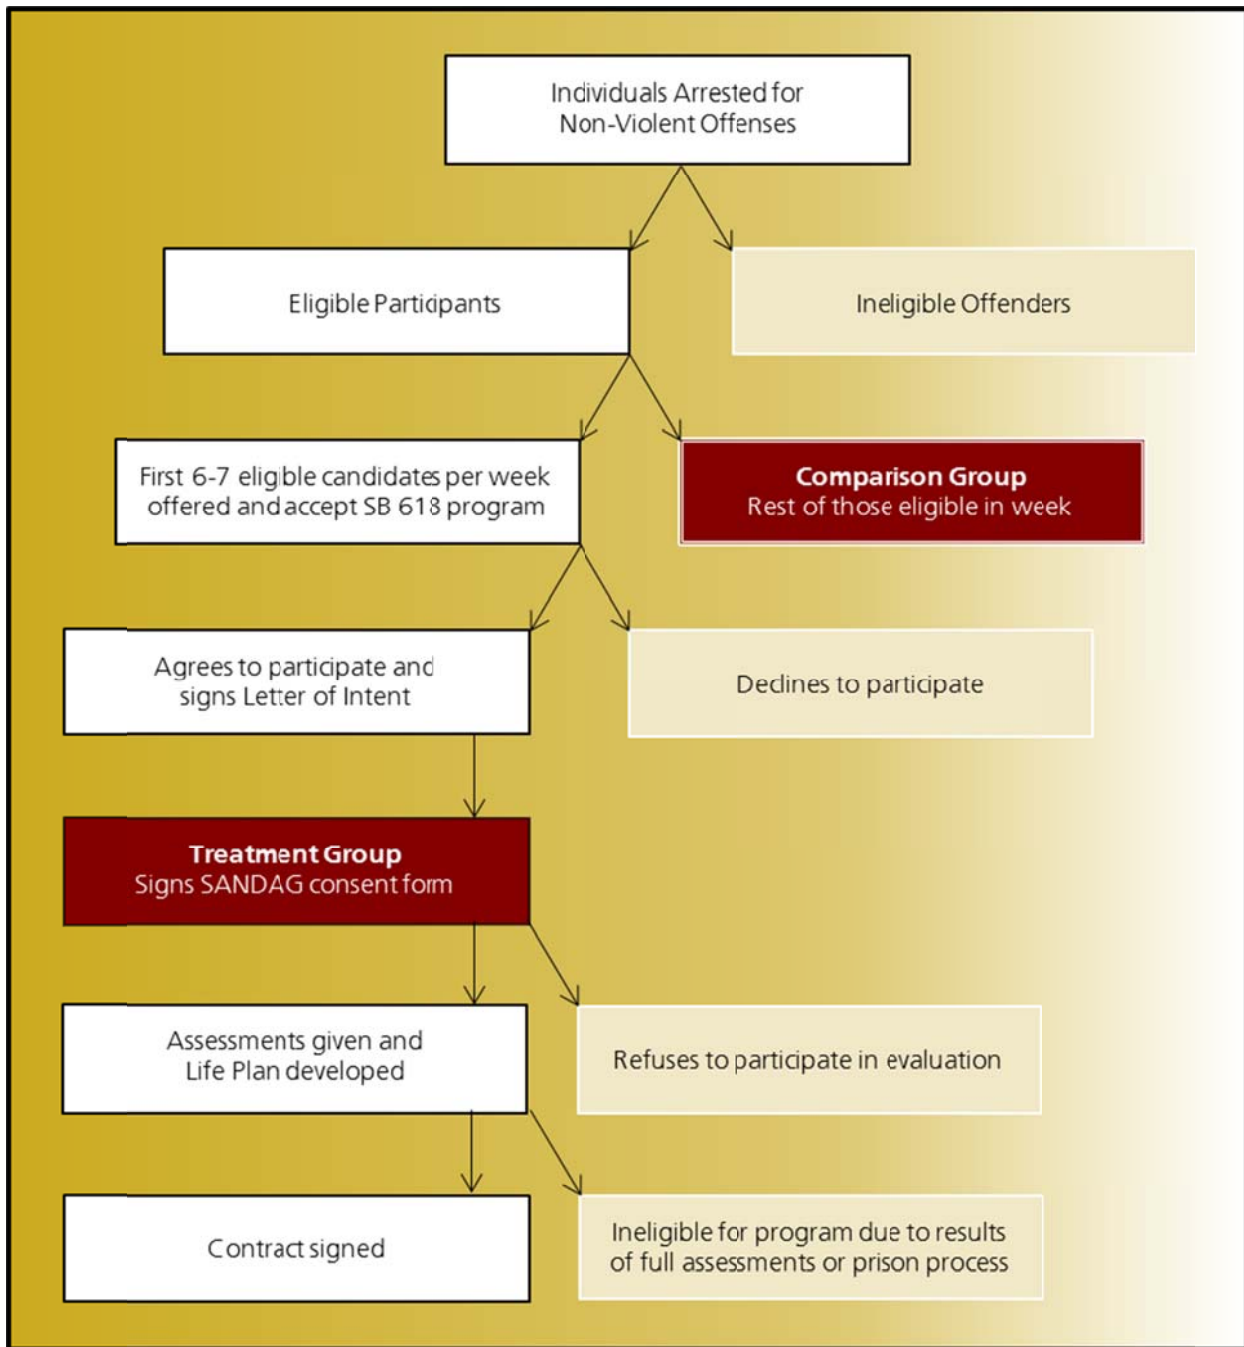 Individuals Arrested for
Non-Violent Offenses
Eligible Participants
Ineligible Offenders
First 6-7 eligible candidates per week
offered and accept SB 618 program
Comparison Group
Rest of those eligible in week
Agrees to participate and
signs Letter of Intent
Declines to participate
Treatment Group
Signs SANDAG consent form
Assessments given and
Life Plan developed
Refuses to participate in evaluation
Contract signed
Ineligible for program due to results
of full assessments or prison process